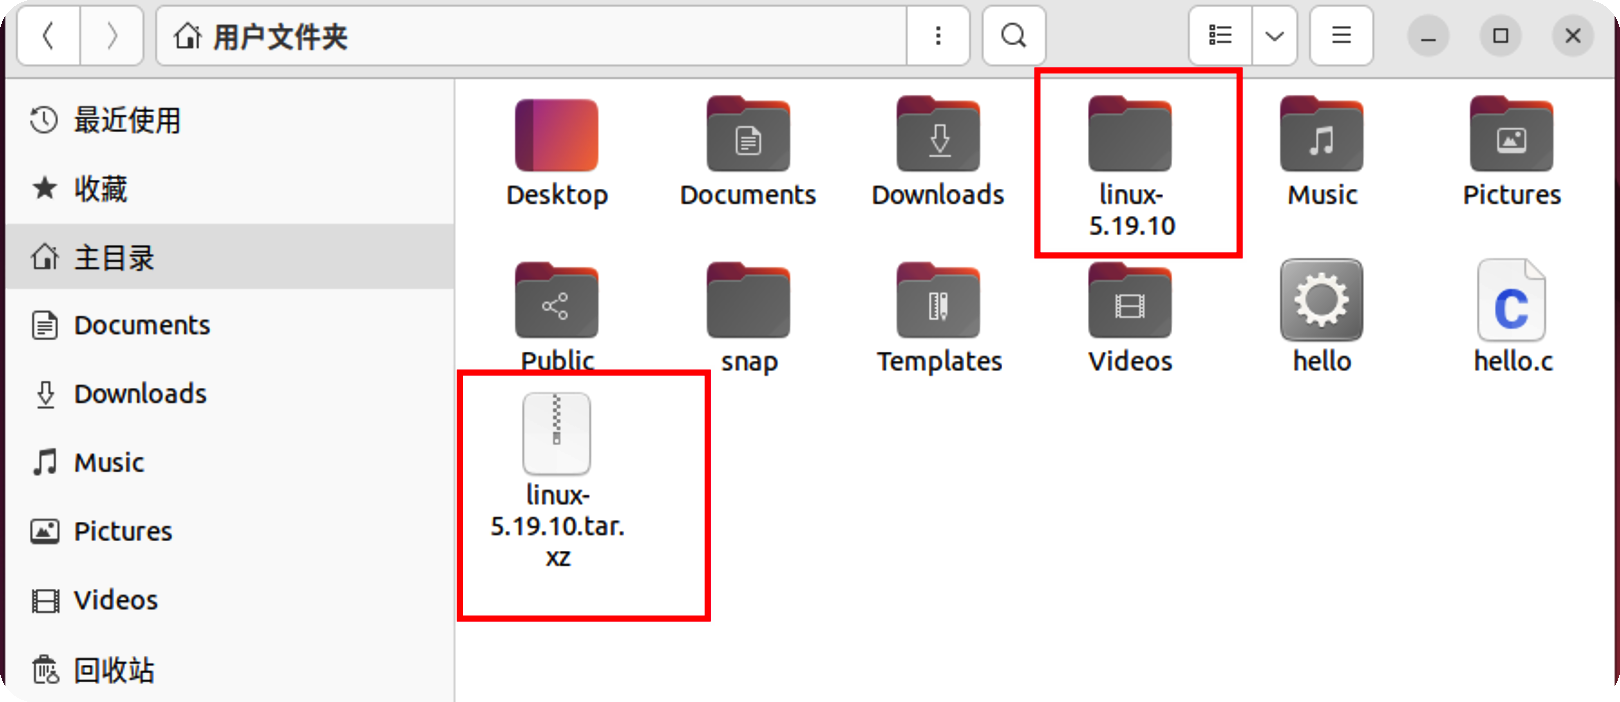 用户文件夹
最近使用
收藏
主目录
Documents
Downloads
Music
Pictures
Videos
回收站
Desktop
Documents
Downloads
linux-
5.19.10
Music
Pictures
Public
snap
Templates
Videos
hello
C
hello.c
linux-
5.19.10.tar.
xz